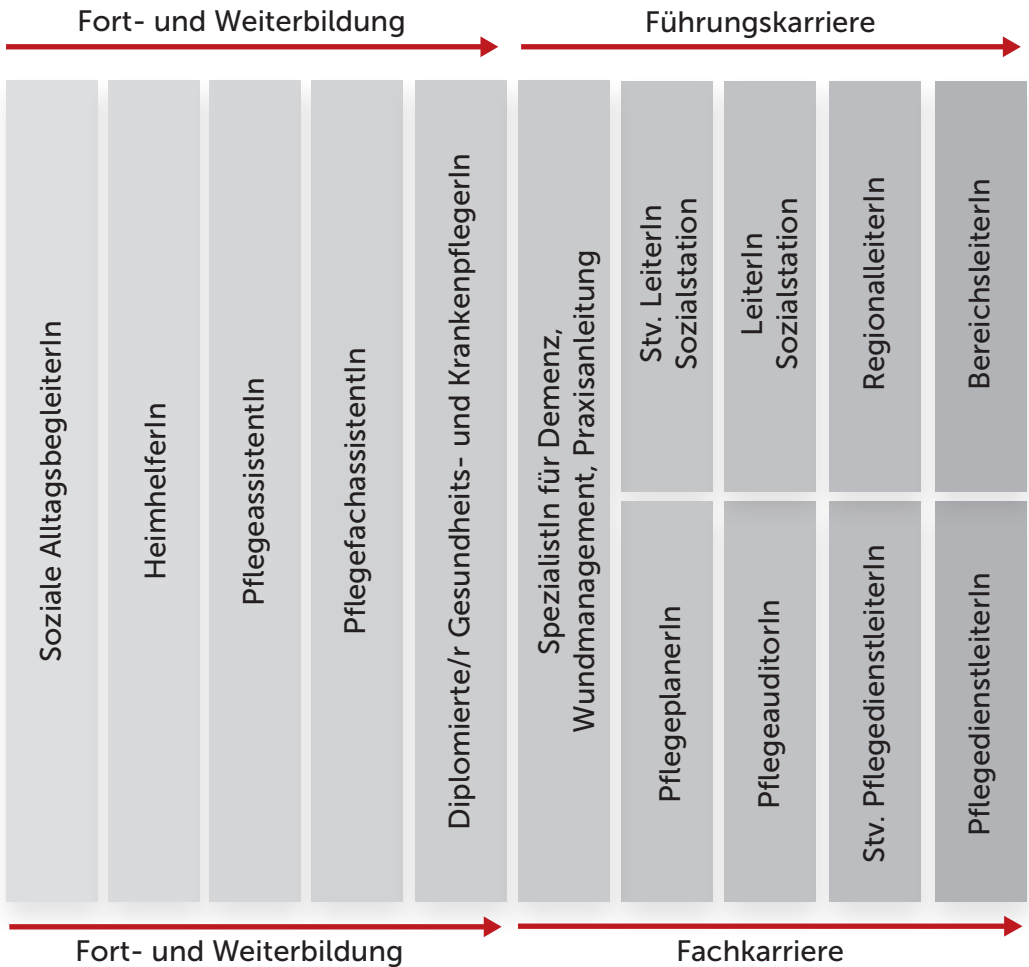 Fort- und Weiterbildung
Führungskarriere
Soziale AlltagsbegleiterIn
HeimhelferIn
PflegeassistentIn
PflegefachassistentIn
Diplomierte/r Gesundheits- und KrankenpflegerIn
SpezialistIn für Demenz,
Wundmanagement, Praxisanleitung
Stv. LeiterIn
Sozialstation
LeiterIn
Sozialstation
RegionalleiterIn
BereichsleiterIn
PflegeplanerIn
PflegeauditorIn
Stv. PflegedienstleiterIn
PflegedienstleiterIn
Fort- und Weiterbildung
Fachkarriere